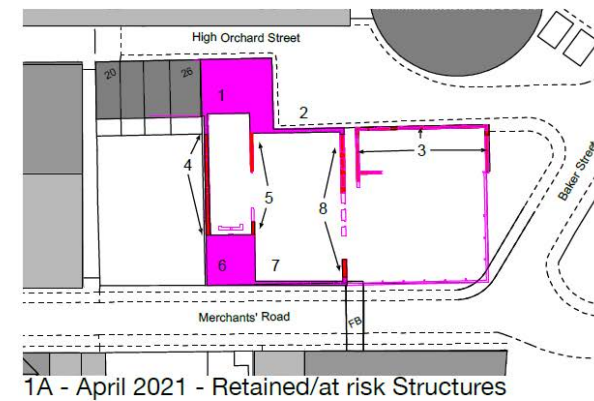 High Orchard Street
20
26
1
2
3
4
5
8
Baker Street
6
7
Merchants' Road
FB
1A - April 2021 - Retained/at risk Structures